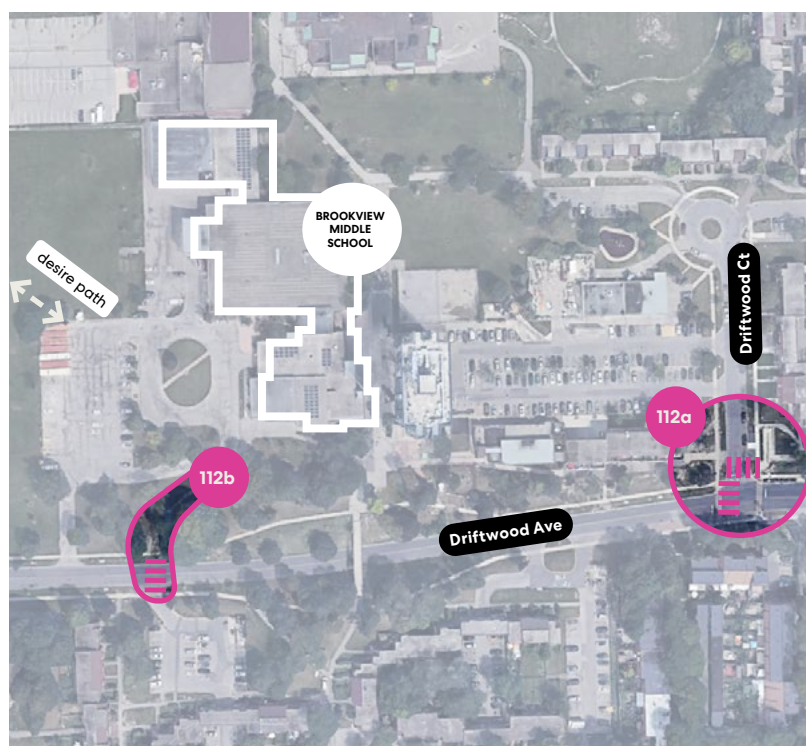 BROOKVIEW
MIDDLE
SCHOOL
desire path
Driftwood Ct
112a
112b
Driftwood Ave